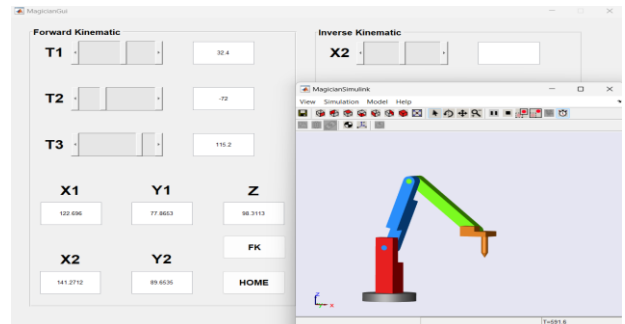 MagicianGui
Forward Kinematic
Inverse Kinematic
T1
32.4
X2
T2
-72
T3
115.2
X1
Y1
Z
122.696
77.8653
98.3113
FK
X2
Y2
141.2712
89.6535
HOME
MagicianSimulink
View Simulation Model Help
z
y
x
T=591.6